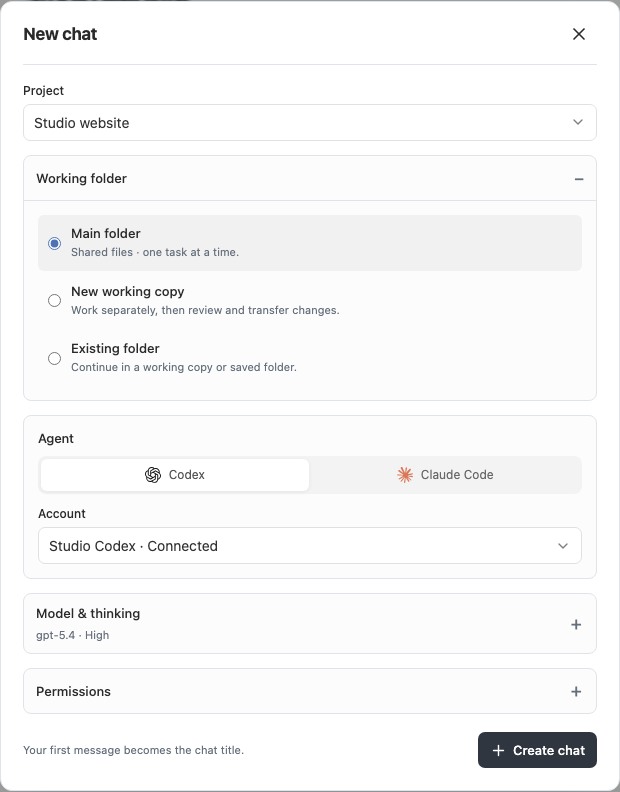 New chat
Project
Studio website
Working folder
Main folder
Shared files · one task at a time.
New working copy
Work separately, then review and transfer changes.
Existing folder
Continue in a working copy or saved folder.
Agent
Codex
Claude Code
Account
Studio Codex · Connected
Model & thinking
gpt-5.4 · High
Permissions
Your first message becomes the chat title.
Create chat